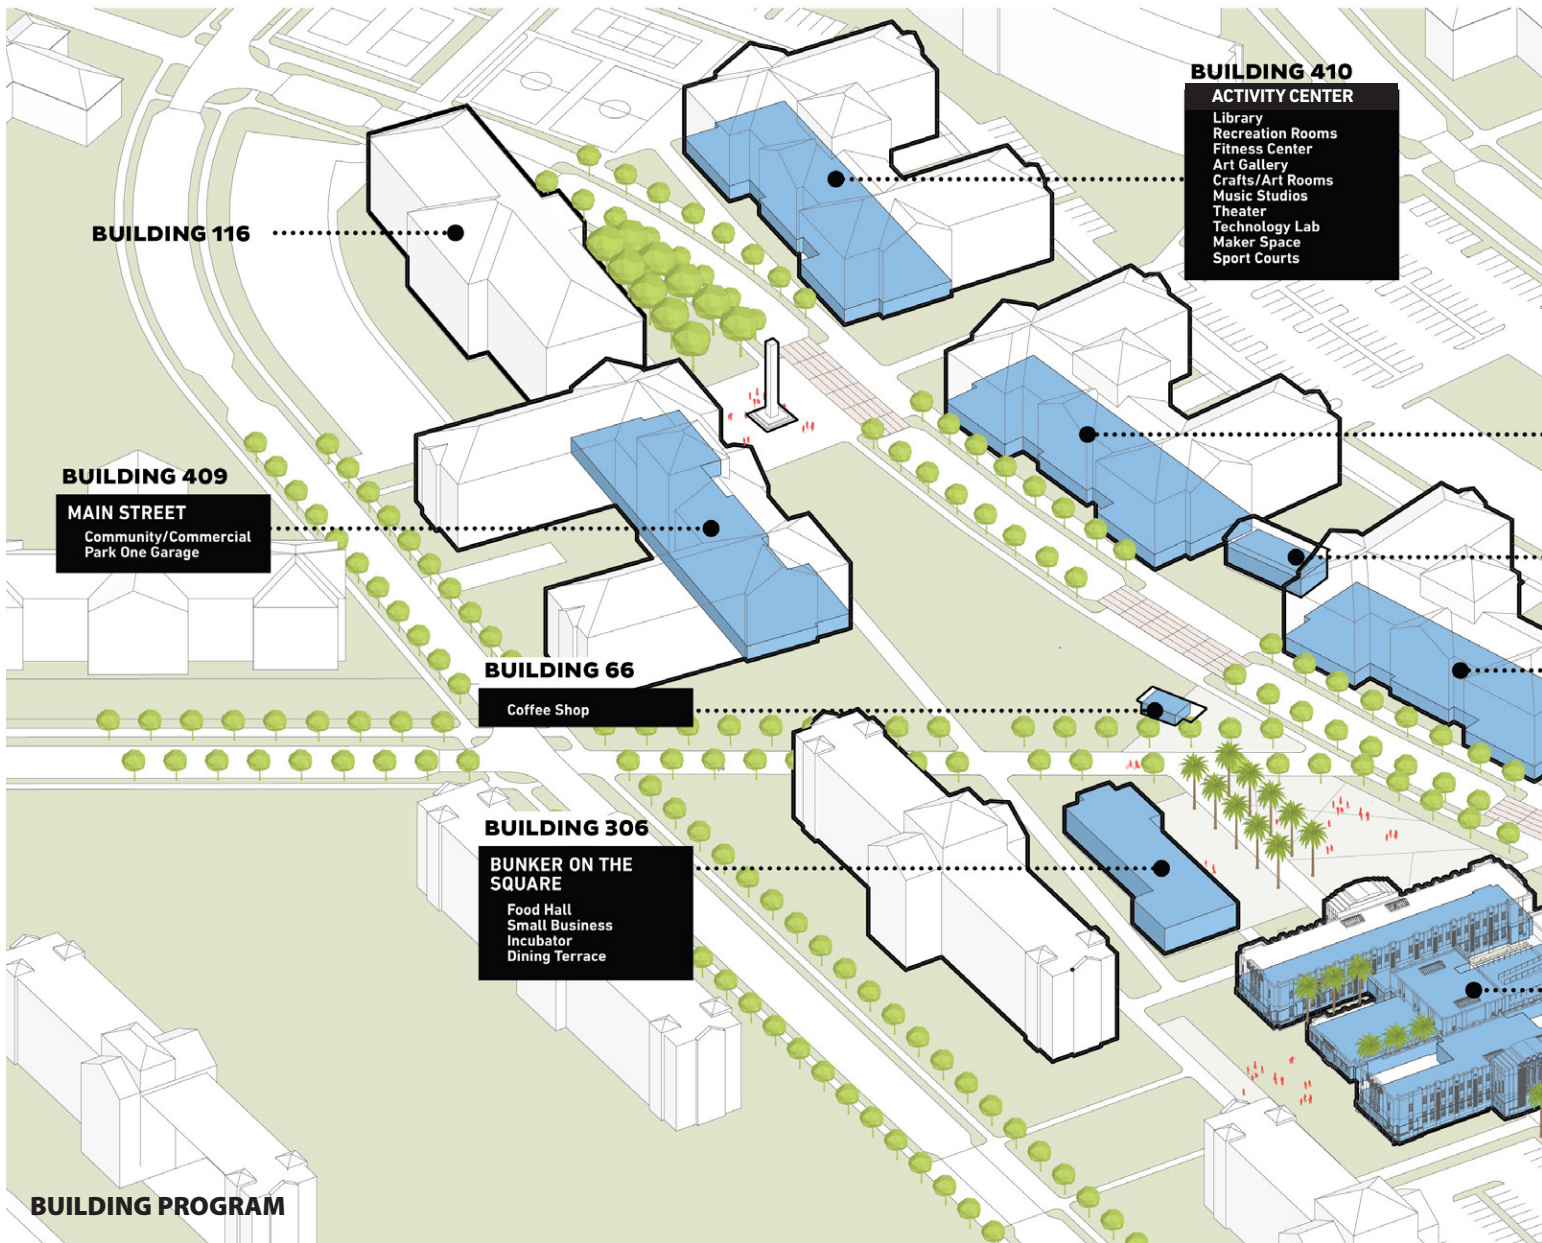 BUILDING 410
ACTIVITY CENTER
Library
Recreation Rooms
Fitness Center
Art Gallery
Crafts/Art Rooms
Music Studios
Theater
Technology Lab
Maker Space
Sport Courts
BUILDING 116
BUILDING 409
MAIN STREET
Community/Commercial
Park One Garage
BUILDING 66
Coffee Shop
BUILDING 306
BUNKER ON THE
SQUARE
Food Hall
Small Business
Incubator
Dining Terrace
BUILDING PROGRAM